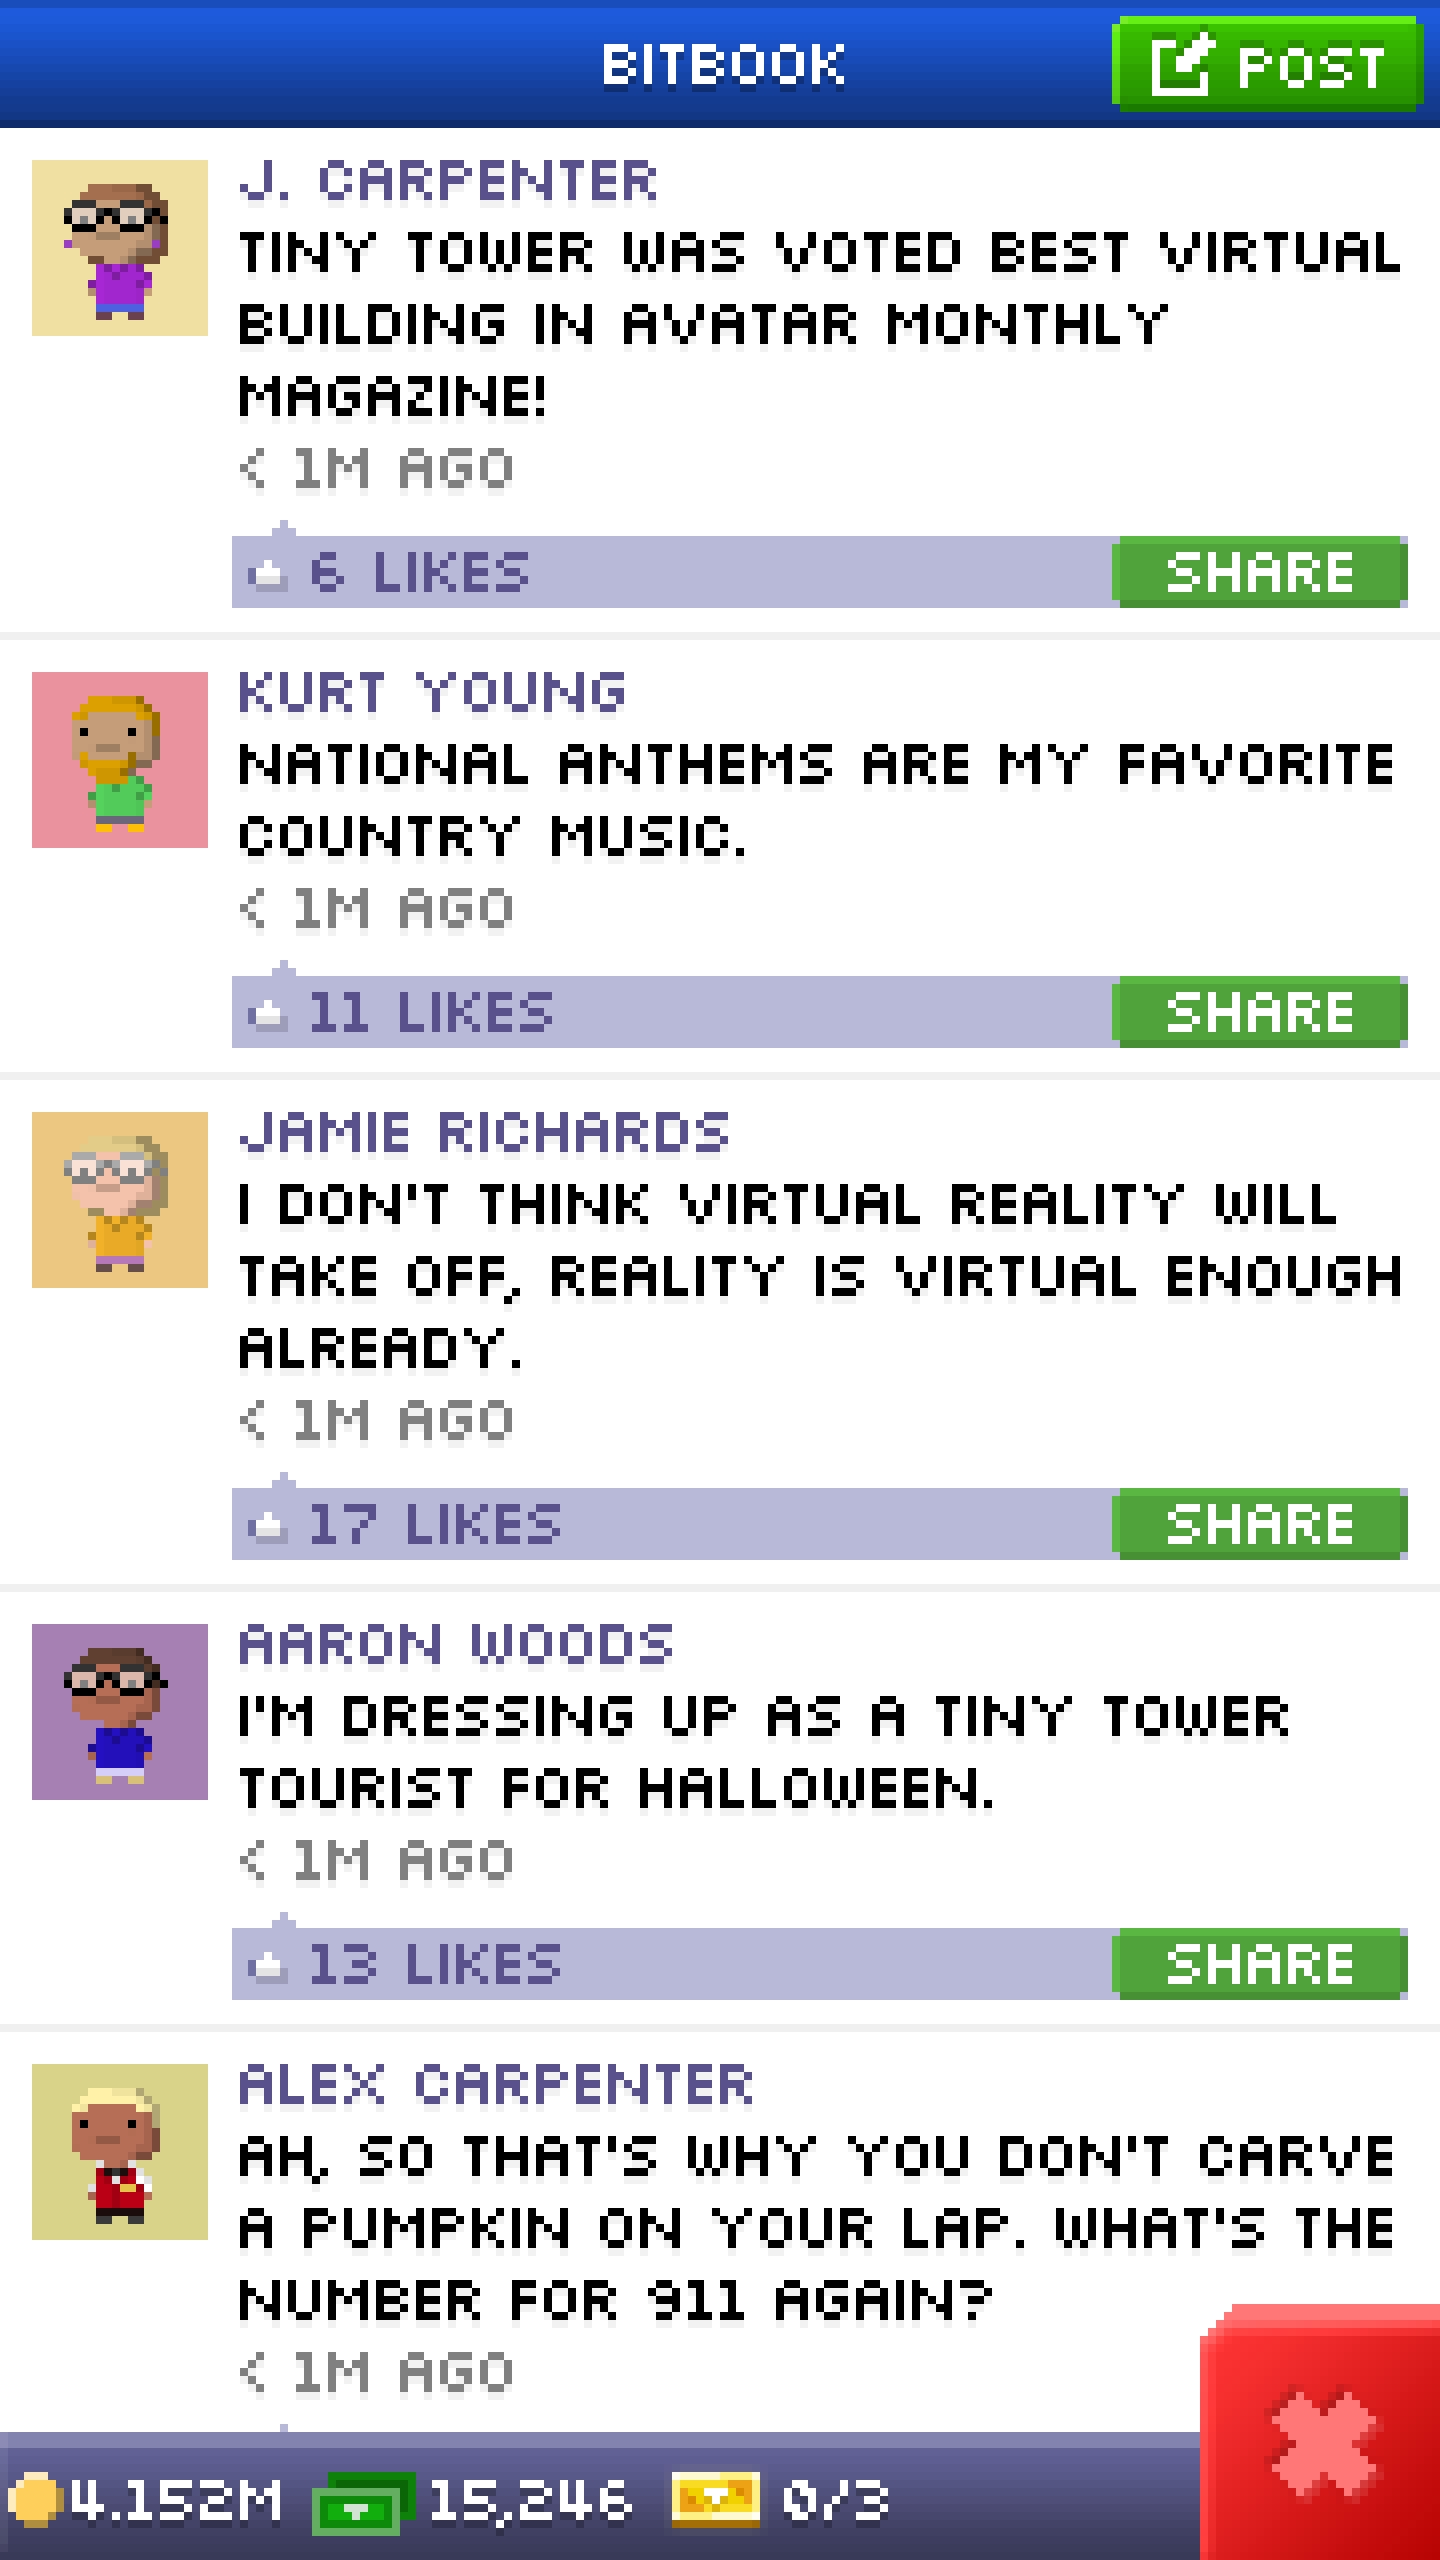 BITBOOK
POST
J. CARPENTER
TINY TOWER WAS VOTED BEST VIRTUAL
BUILDING IN AVATAR MONTHLY
MAGAZINE!
< 1M AGO
6 LIKES
SHARE
KURT YOUNG
NATIONAL ANTHEMS ARE MY FAVORITE
COUNTRY MUSIC.
< 1M AGO
11 LIKES
SHARE
JAMIE RICHARDS
I DON'T THINK VIRTUAL REALITY WILL
TAKE OFF, REALITY IS VIRTUAL ENOUGH
ALREADY.
< 1M AGO
17 LIKES
SHARE
AARON WOODS
I'M DRESSING UP AS A TINY TOWER
TOURIST FOR HALLOWEEN.
< 1M AGO
13 LIKES
SHARE
ALEX CARPENTER
AH, SO THAT'S WHY YOU DON'T CARVE
A PUMPKIN ON YOUR LAP. WHAT'S THE
NUMBER FOR 911 AGAIN?
< 1M AGO
4.152M 15,246 0/3